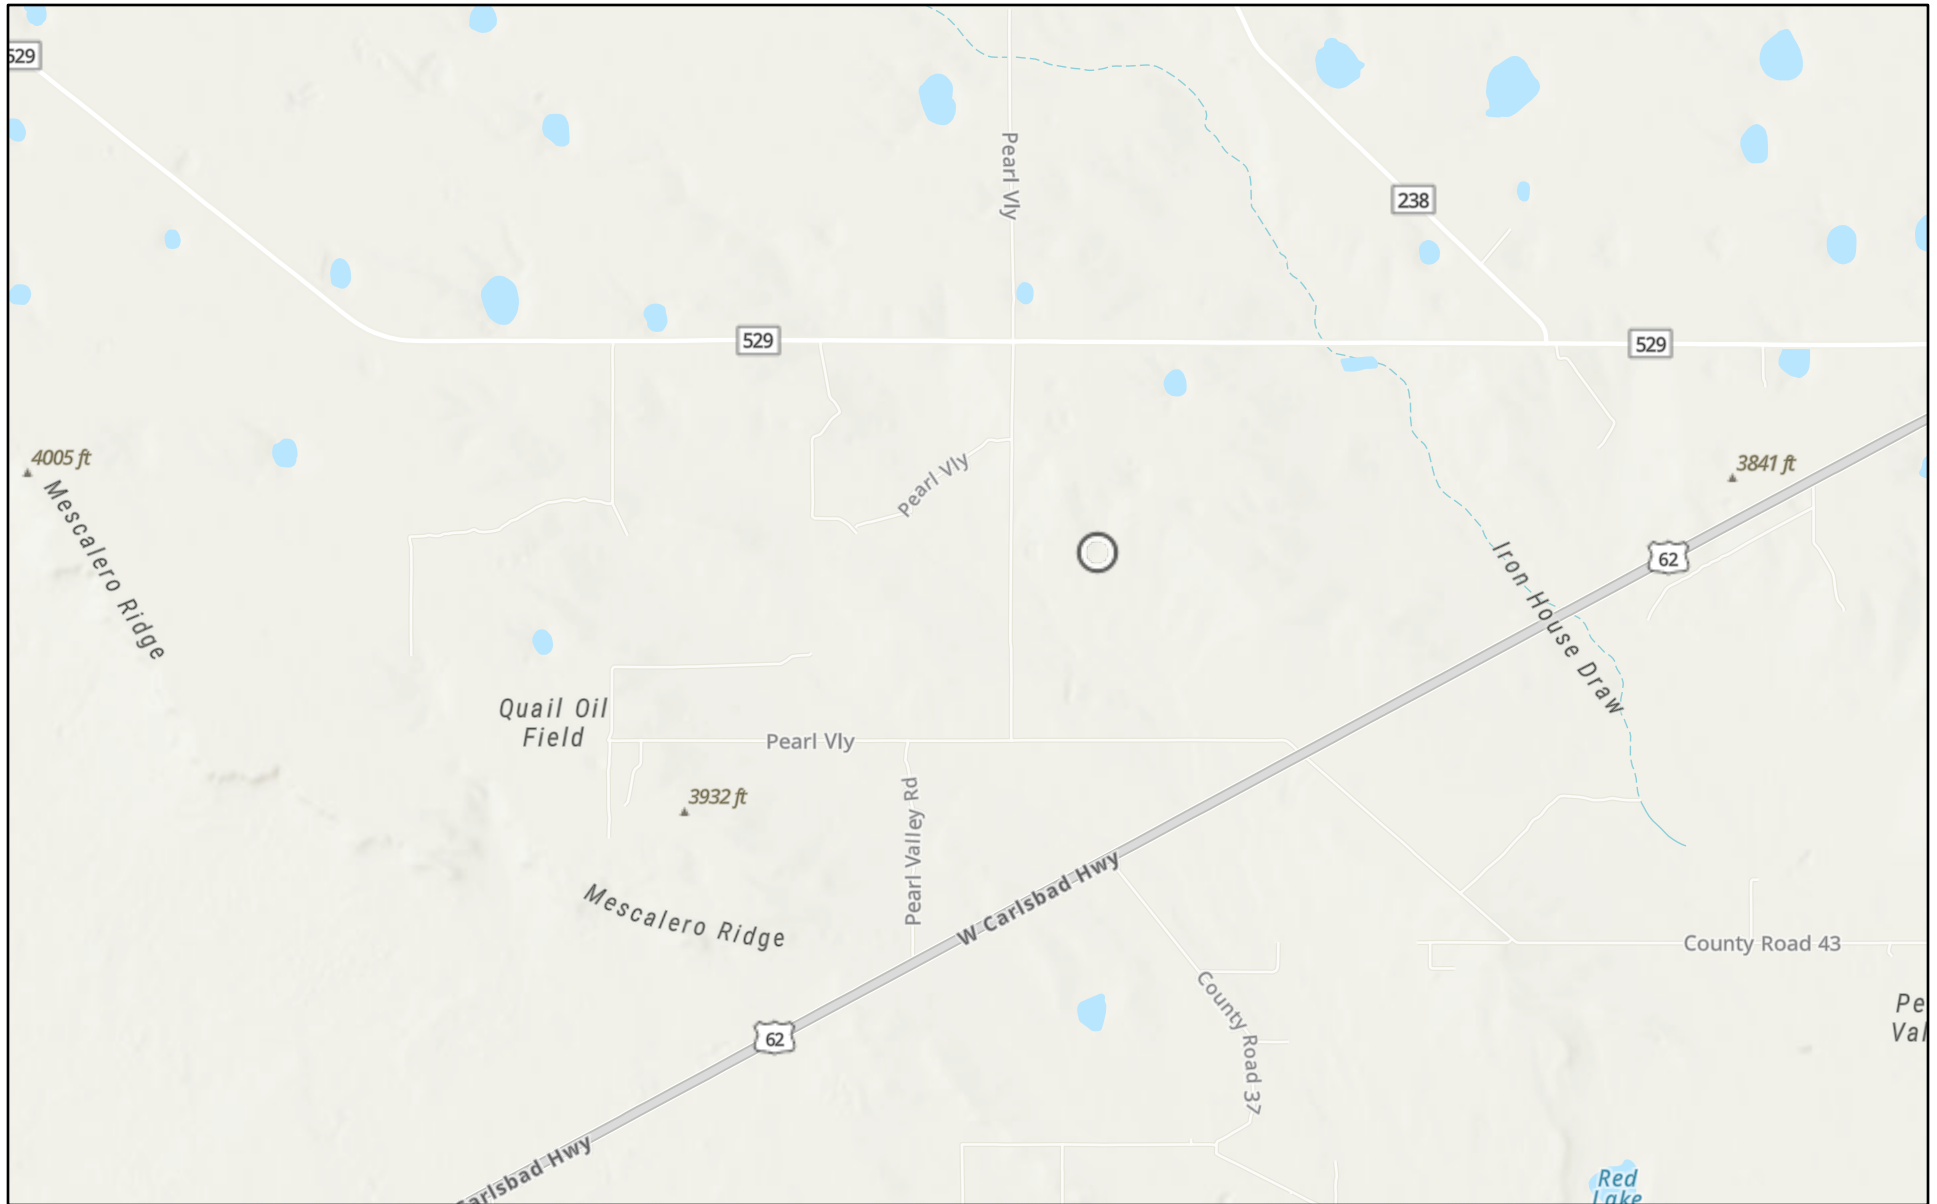 529
Pearl Vly
238
529
529
4005 ft
Mescalero Ridge
Pearl Vly
3841 ft
62
Iron House Draw
Quail Oil
Field
Pearl Vly
3932 ft
Pearl Valley Rd
Mescalero Ridge
W Carlsbad Hwy
County Road 43
County Road 37
Pe
Val
62
Carlsbad Hwy
Red
Lake